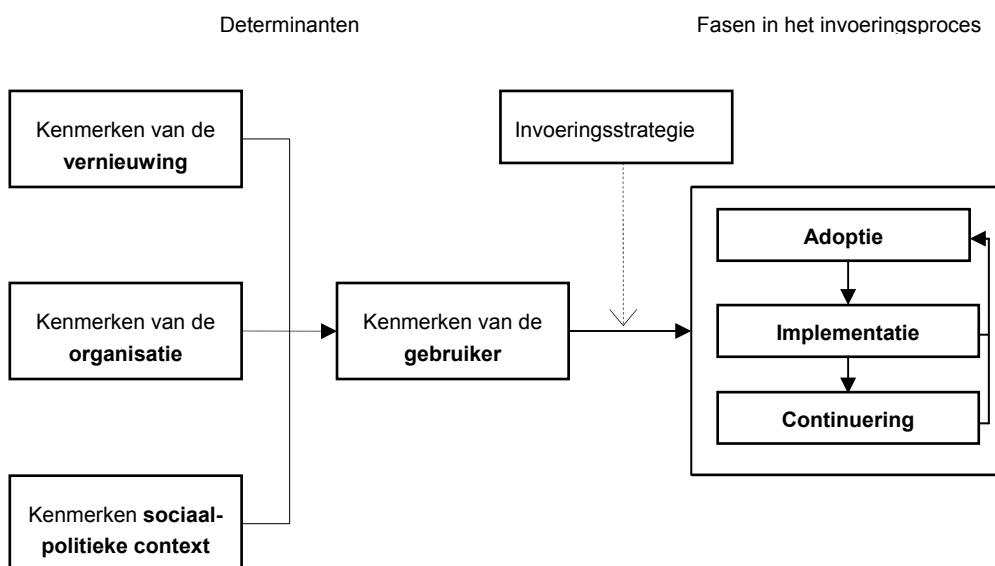 Determinanten
Fasen in het invoeringsproces
Kenmerken van de
vernieuwing
Invoeringsstrategie
Kenmerken van de
organisatie
Kenmerken van de
gebruiker
Adoptie
Implementatie
Continuering
Kenmerken sociaal-
politieke context